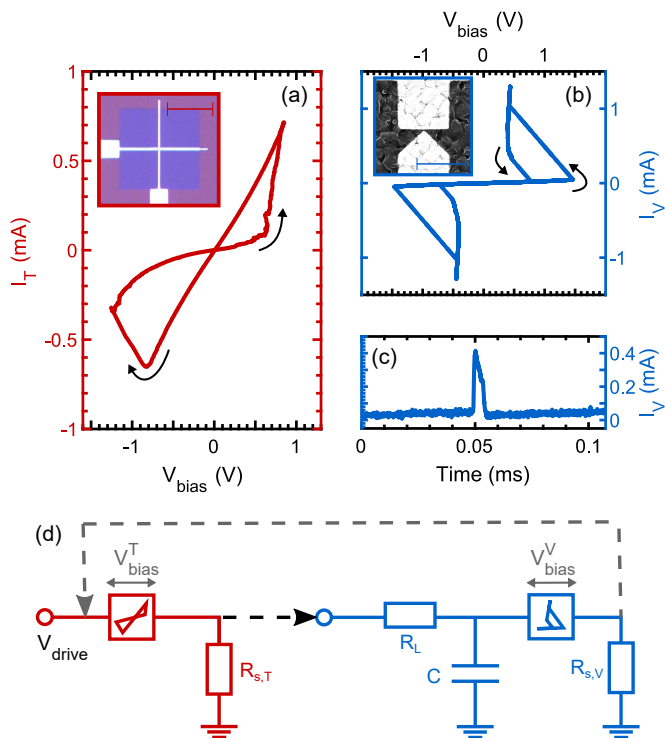 (a)
I_T (mA)
1
0.5
0
-0.5
-1
-1
0
1
V_bias (V)
V_bias
-1
0
1
(b)
1
0
-1
I_V (mA)
(c)
0.4
0.2
0
I_V (mA)
0
0.05
0.1
Time (ms)
(d)
V^T_bias
V^V_bias
V_drive
R_s,T
R_L
C
R_s,V